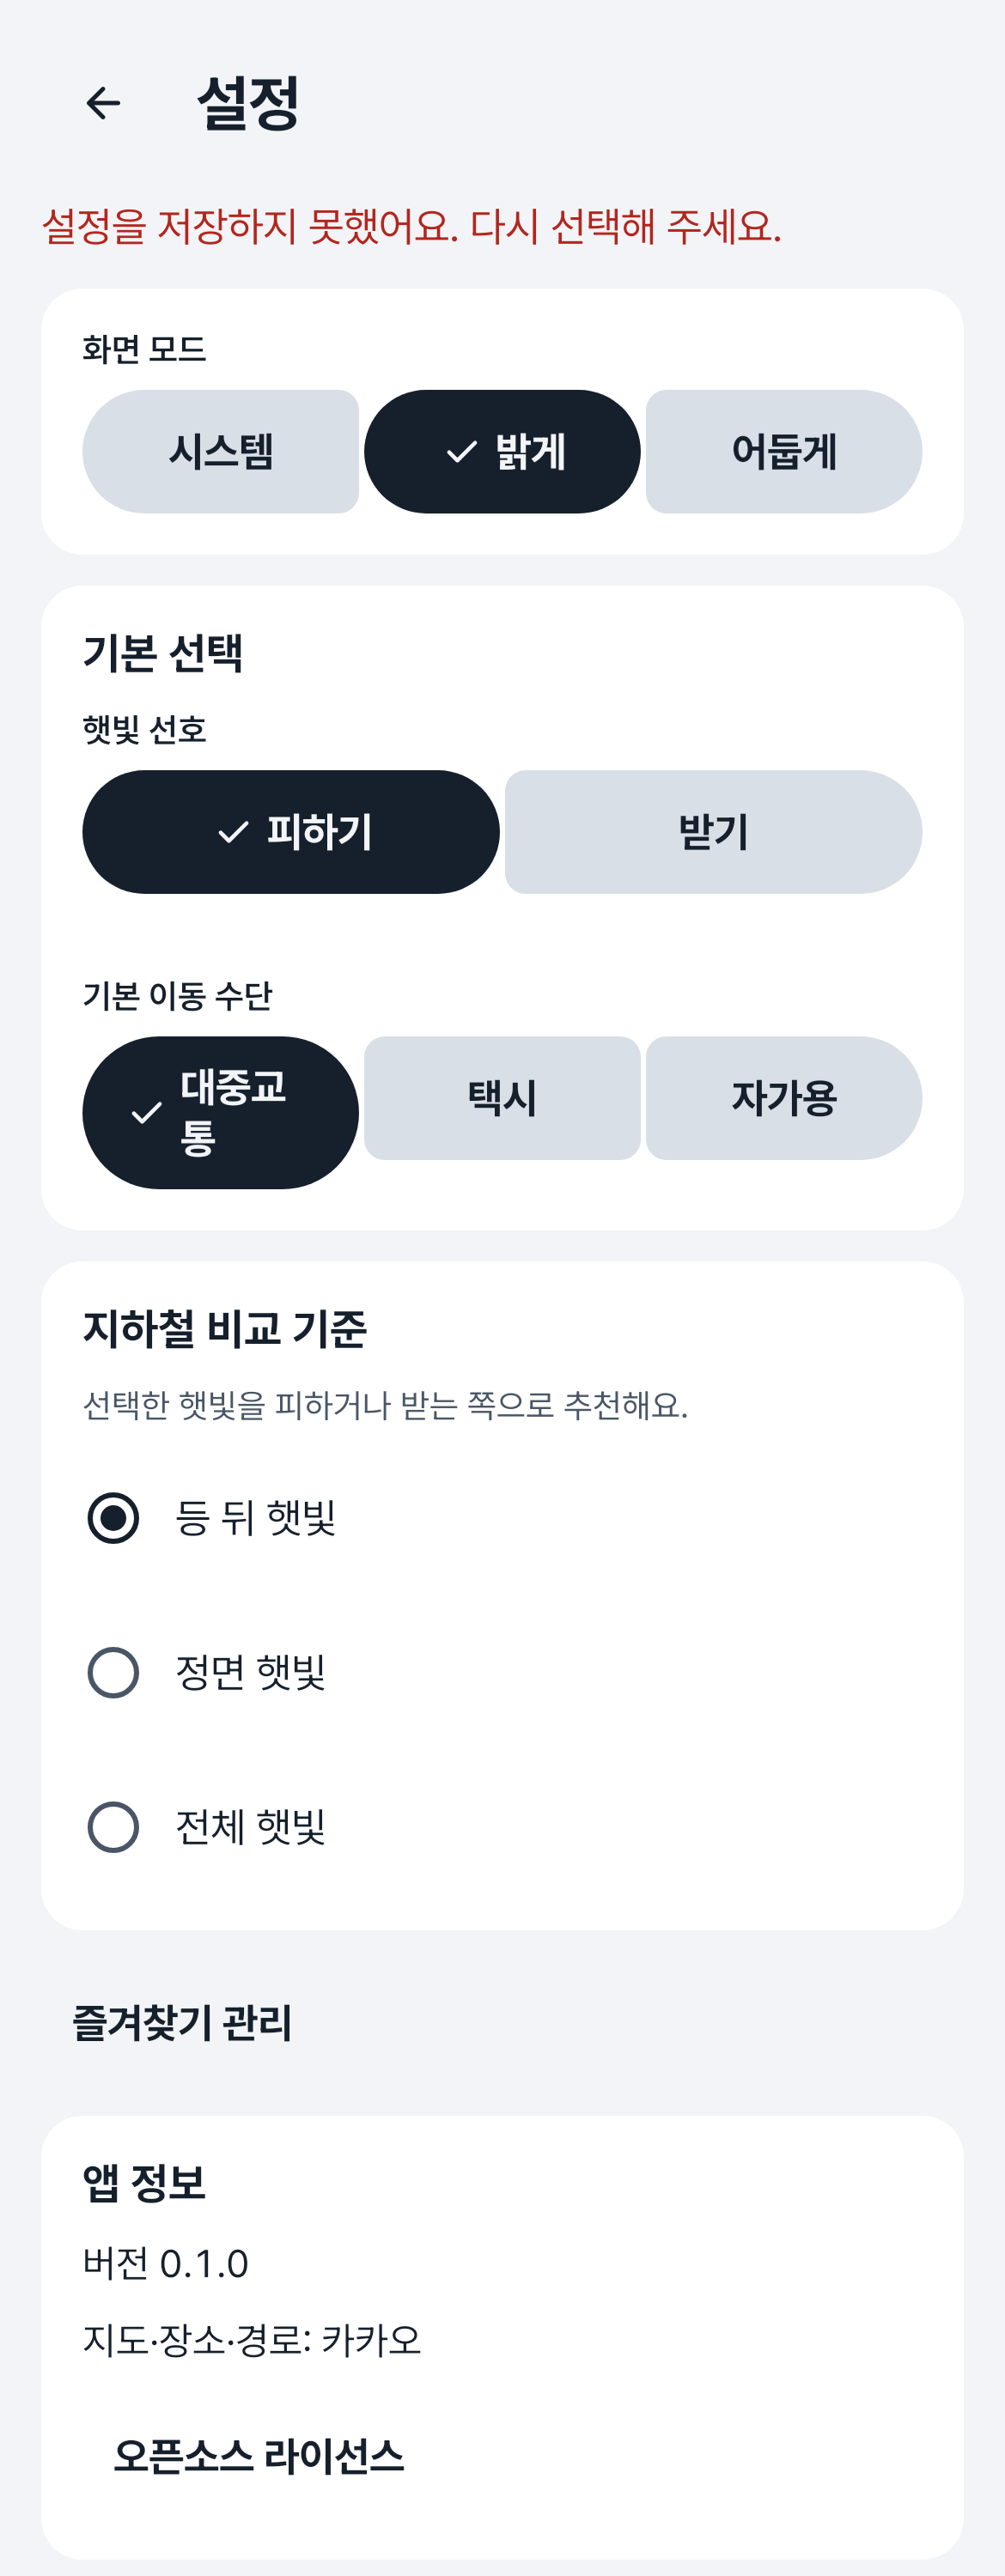 설정
설정을 저장하지 못했어요. 다시 선택해 주세요.
화면 모드
시스템
밝게
어둡게
기본 선택
햇빛 선호
피하기
받기
기본 이동 수단
대중교
통
택시
자가용
지하철 비교 기준
선택한 햇빛을 피하거나 받는 쪽으로 추천해요.
등 뒤 햇빛
정면 햇빛
전체 햇빛
즐겨찾기 관리
앱 정보
버전 0.1.0
지도·장소·경로: 카카오
오픈소스 라이선스